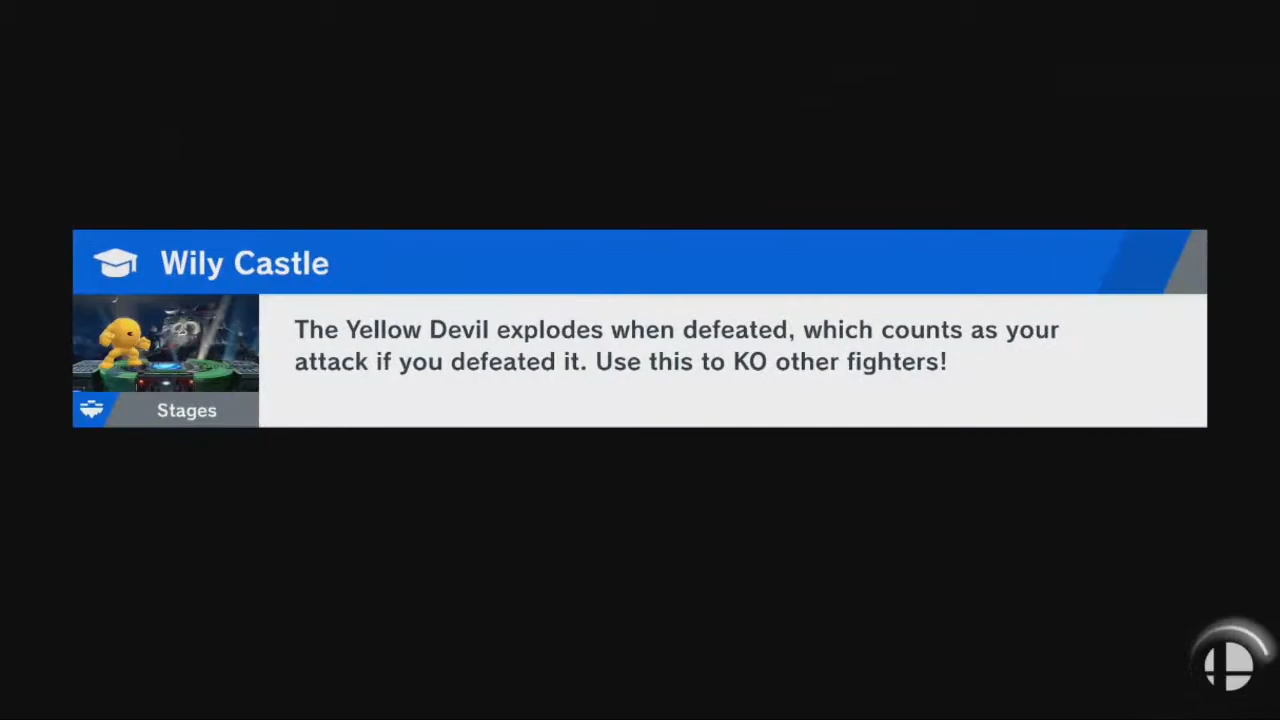 Wily Castle
The Yellow Devil explodes when defeated, which counts as your
attack if you defeated it. Use this to KO other fighters!
Stages